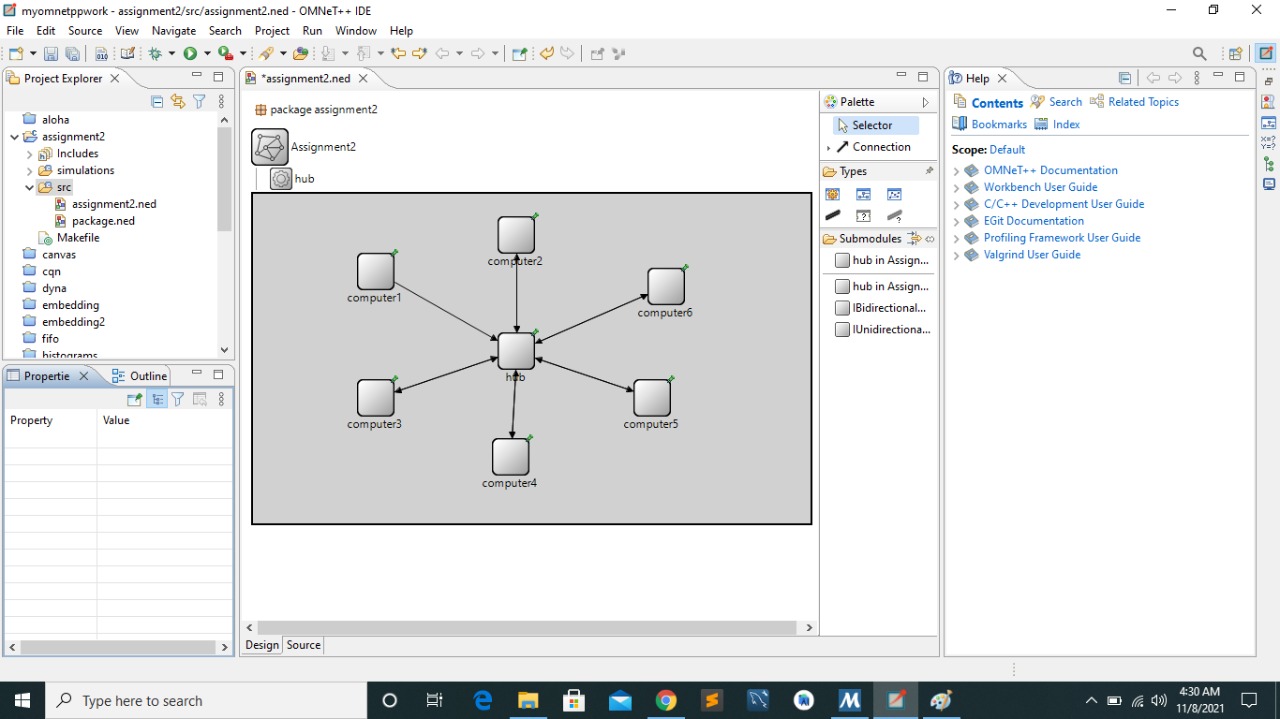 myomnetppwork - assignment2/src/assignment2.ned - OMNeT++ IDE
File Edit Source View Navigate Search Project Run Window Help
Project Explorer
aloha
assignment2
Includes
simulations
src
assignment2.ned
package.ned
Makefile
canvas
cqn
dyna
embedding
embedding2
fifo
histograms
Propertie
Outline
Property Value
*assignment2.ned
package assignment2
Assignment2
hub
computer2
computer1
computer6
hub
computer3
computer5
computer4
Design Source
Palette
Selector
Connection
Types
Submodules
hub in Assign...
hub in Assign...
IBidirectional...
IUnidirectiona...
Help
Contents Search Related Topics
Bookmarks Index
Scope: Default
OMNeT++ Documentation
Workbench User Guide
C/C++ Development User Guide
EGit Documentation
Profiling Framework User Guide
Valgrind User Guide
Type here to search
4:30 AM
11/8/2021